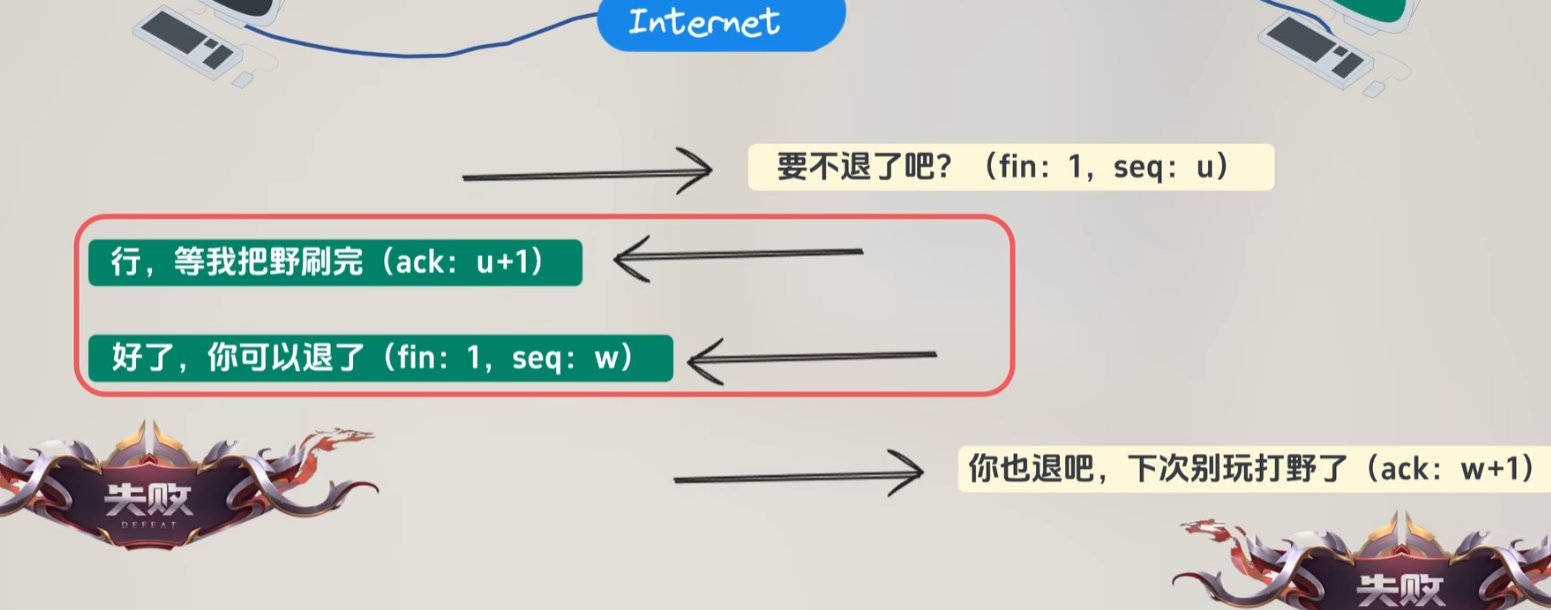 Internet
要不退了吧？（fin：1，seq：u）
行，等我把野刷完（ack：u+1）
好了，你可以退了（fin：1，seq：w）
你也退吧，下次别玩打野了（ack：w+1）
失败
DEFEAT
失败